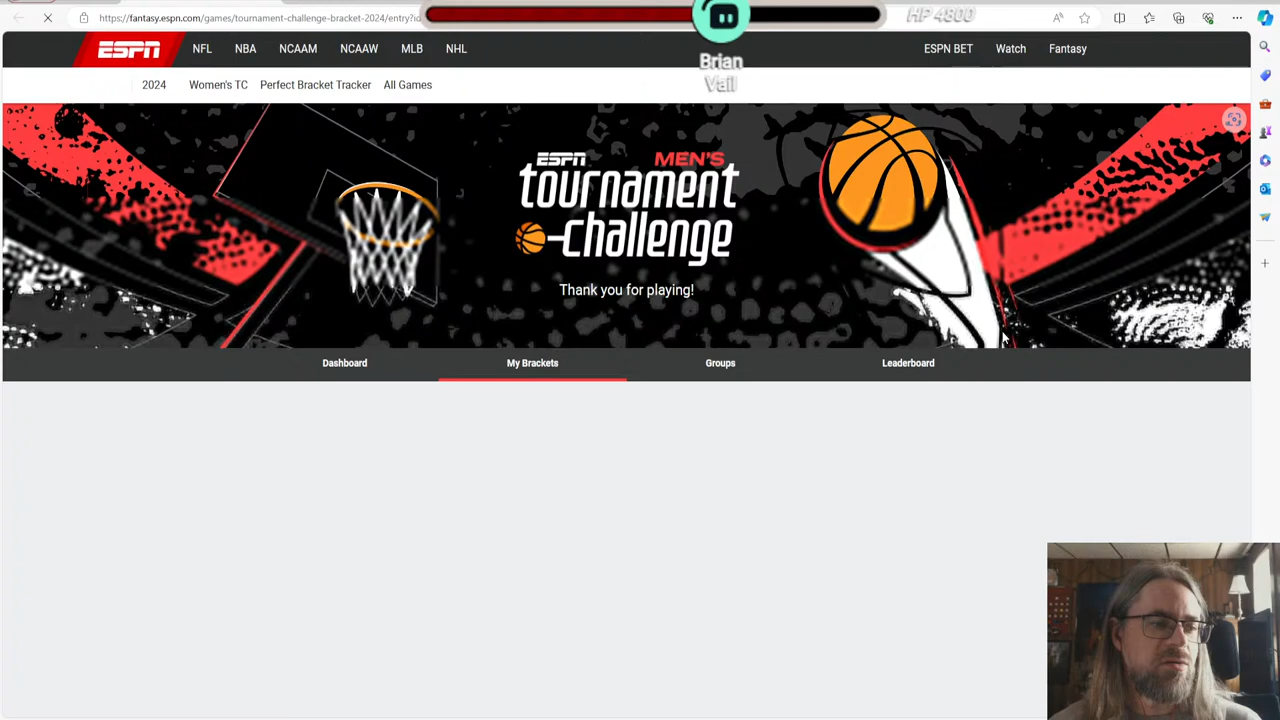 https://fantasy.espn.com/games/tournament-challenge-bracket-2024/entry?i
HP 4800
Brian
Vail
ESPN
NFL
NBA
NCAAM
NCAAW
MLB
NHL
ESPN BET
Watch
Fantasy
2024
Women's TC
Perfect Bracket Tracker
All Games
ESPN MEN'S
tournament
challenge
Thank you for playing!
Dashboard
My Brackets
Groups
Leaderboard